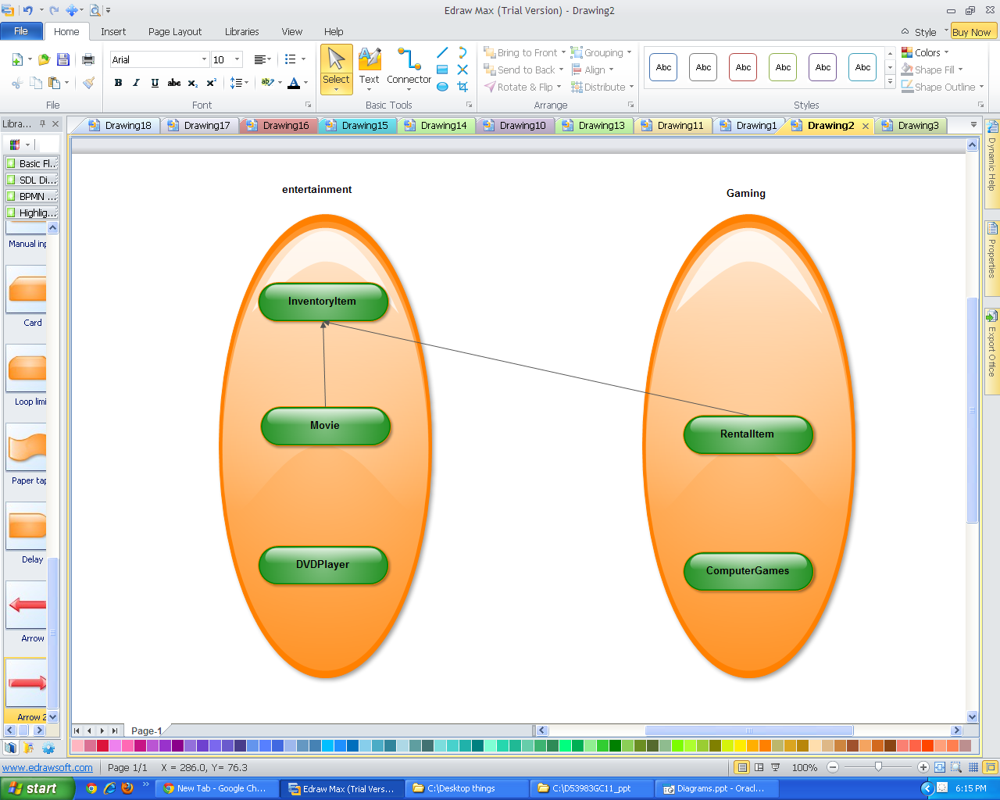 Edraw Max (Trial Version) - Drawing2
File Home Insert Page Layout Libraries View Help Style Buy Now
Arial 10
Select Text Connector
Bring to Front Grouping
Send to Back Align
Rotate & Flip Distribute
Abc Abc Abc Abc Abc Abc
Colors
Shape Fill
Shape Outline
B I U abc x₂ x² ab A
File Font Basic Tools Arrange Styles
Libra...
Drawing18 Drawing17 Drawing16 Drawing15 Drawing14 Drawing10 Drawing13 Drawing11 Drawing1 Drawing2 Drawing3
Basic Fl...
SDL Di...
BPMN ...
Highlig...
Manual inp
Card
Loop limi
Paper tap
Delay
Arrow
Arrow 2
entertainment
Gaming
InventoryItem
Movie
RentalItem
DVDPlayer
ComputerGames
Dynamic Help
Properties
Export Office
Page-1
www.edrawsoft.com Page 1/1 X = 286.0, Y= 76.3 100%
start New Tab - Google Ch... Edraw Max (Trial Vers... C:\Desktop things C:\D53983GC11_ppt Diagrams.ppt - Oracl... 6:15 PM